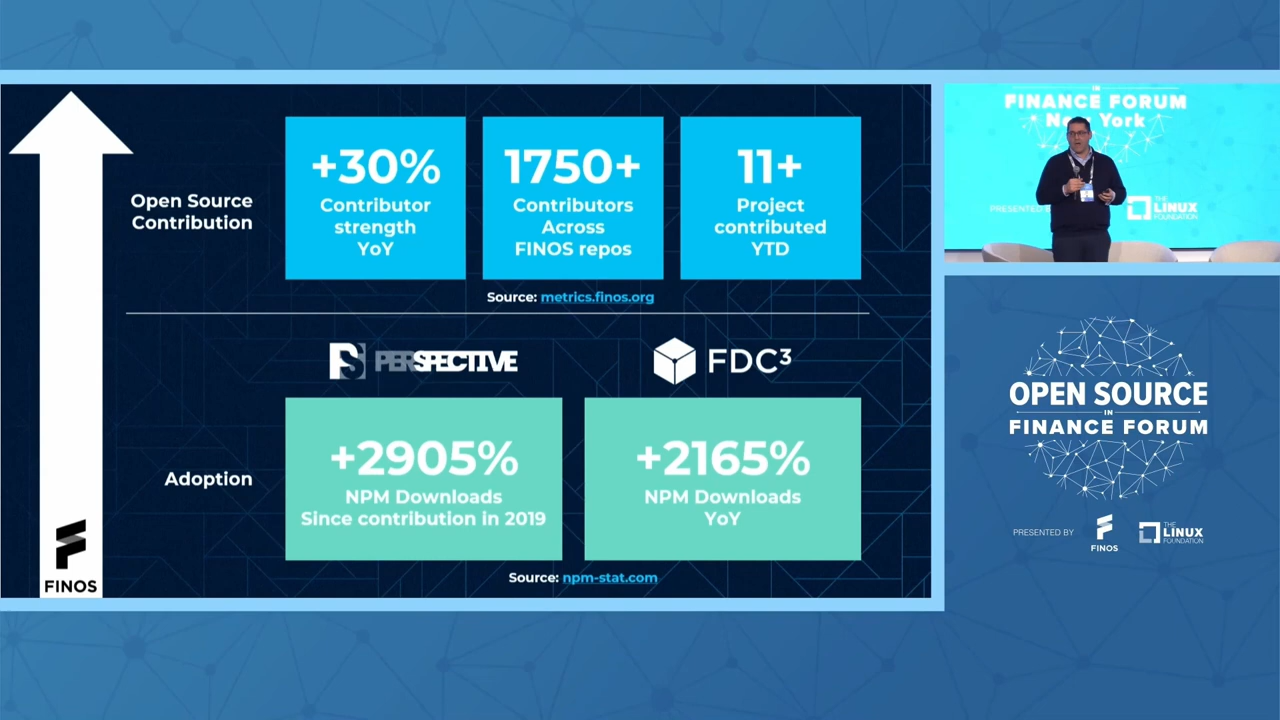 Open Source
Contribution
+30%
Contributor
strength
YoY
1750+
Contributors
Across
FINOS repos
11+
Project
contributed
YTD
Source: metrics.finos.org
PERSPECTIVE
FDC3
Adoption
+2905%
NPM Downloads
Since contribution in 2019
+2165%
NPM Downloads
YoY
Source: npm-stat.com
FINOS
IN
FINANCE FORUM
New York
PRESENTED
THE
LINUX
FOUNDATION
OPEN SOURCE
IN
FINANCE FORUM
PRESENTED BY
FINOS
THE
LINUX
FOUNDATION